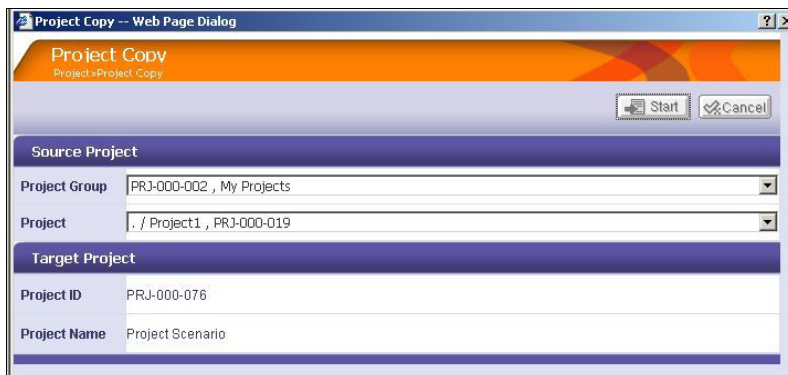 Project Copy -- Web Page Dialog
Project Copy
Project>Project Copy
Start Cancel
Source Project
Project Group PRJ-000-002 , My Projects
Project . / Project1 , PRJ-000-019
Target Project
Project ID PRJ-000-076
Project Name Project Scenario